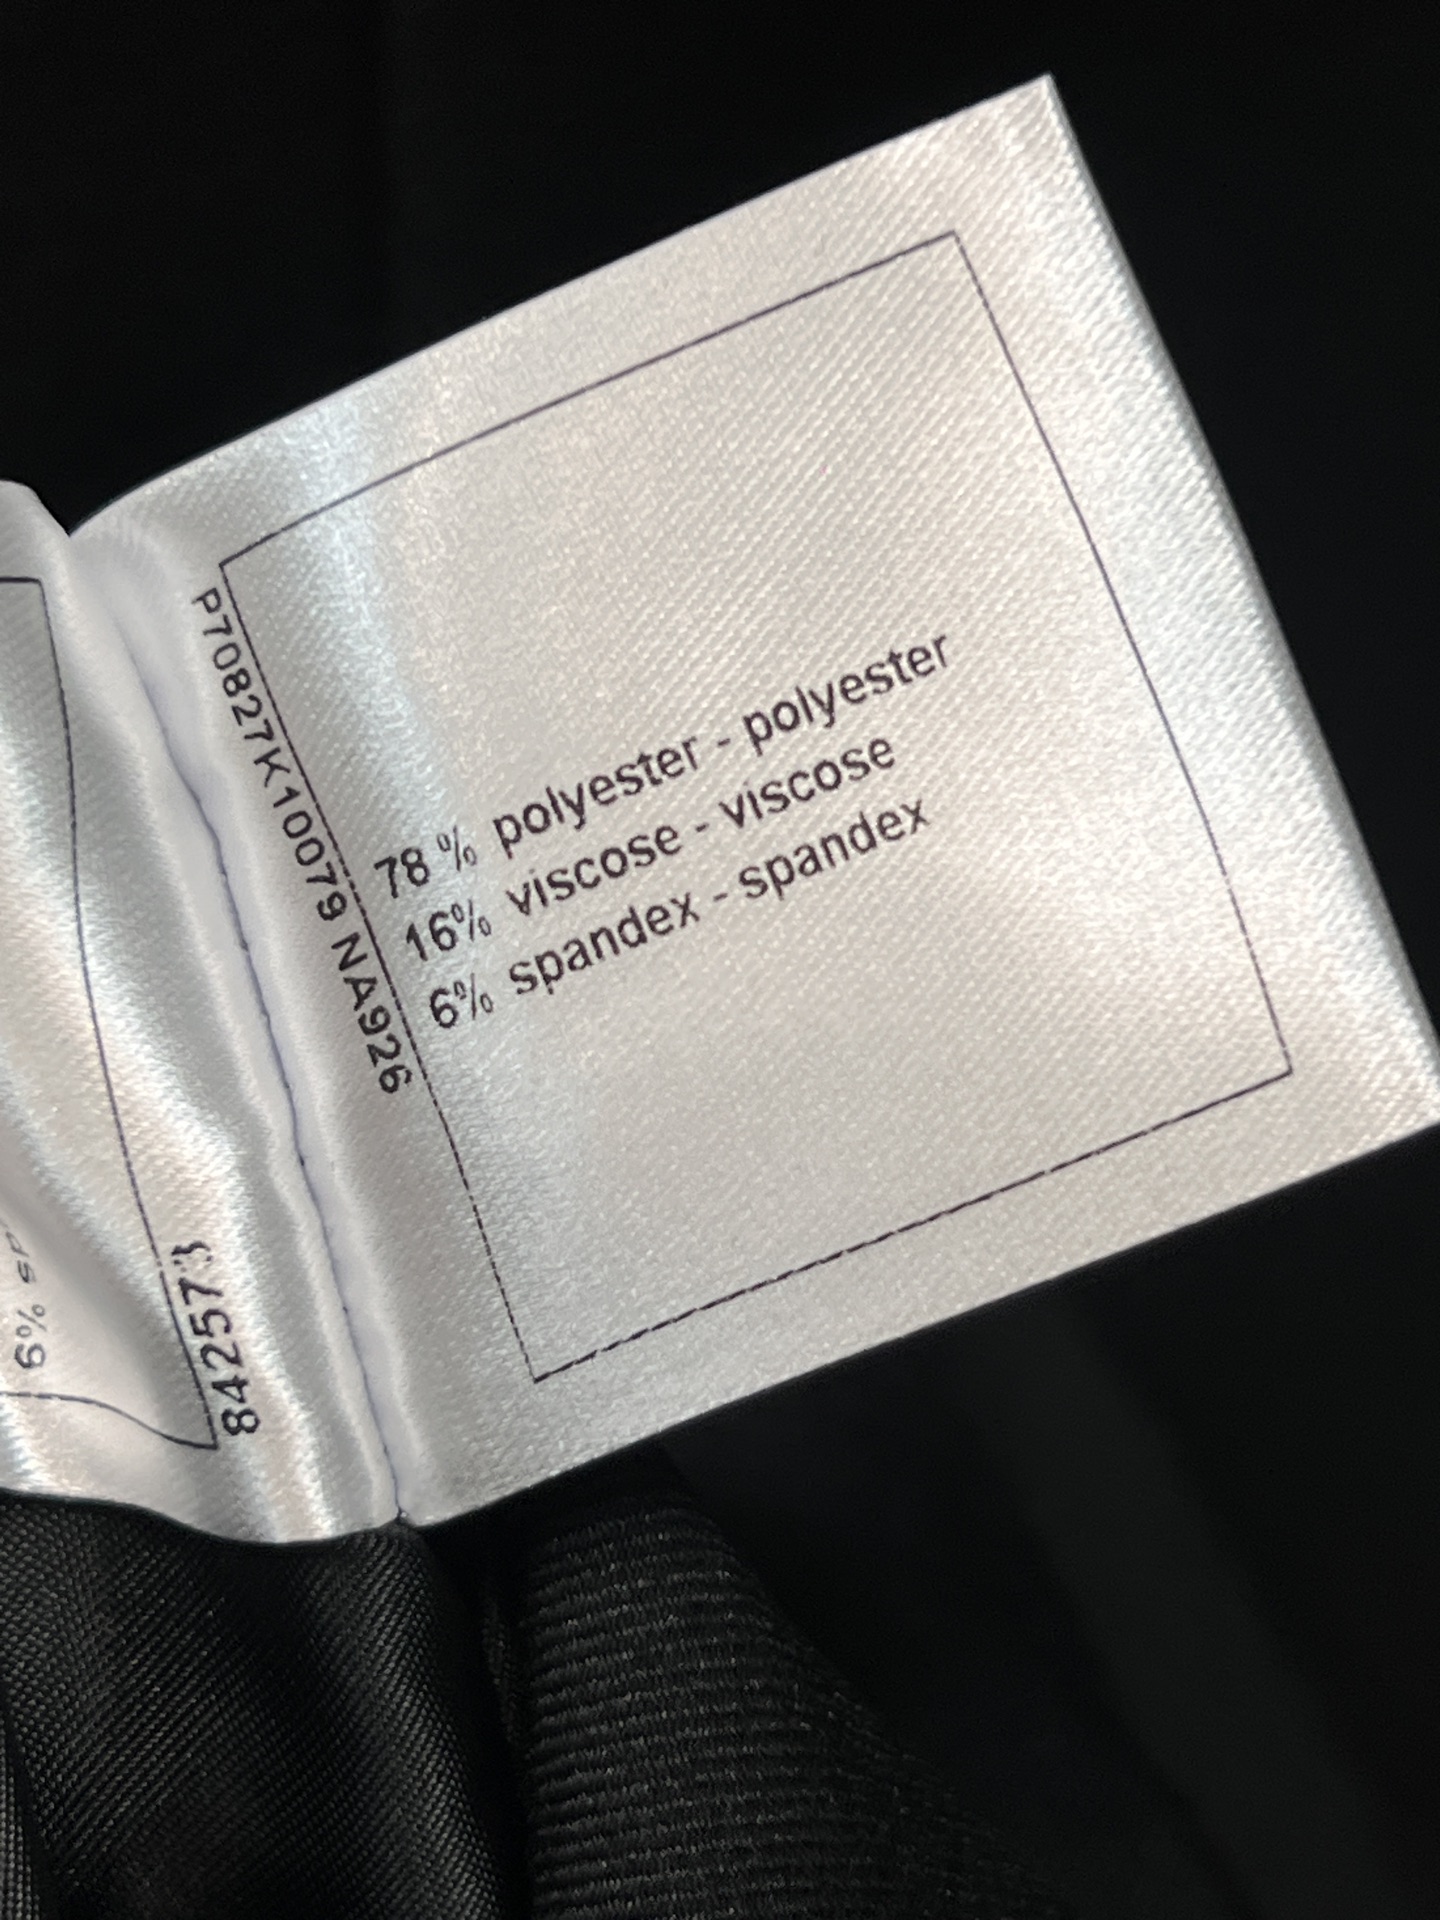 P70827K10079 NA926
78 % polyester - polyester
16% viscose - viscose
6% spandex - spandex
842573
6% sp